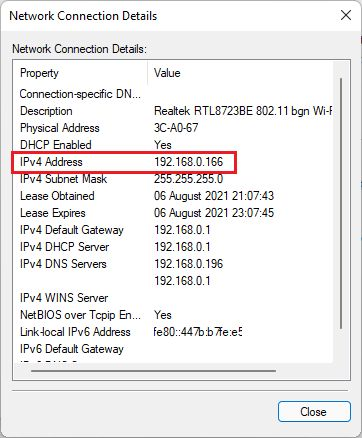 Network Connection Details
Network Connection Details:
Property Value
Connection-specific DN...
Description Realtek RTL8723BE 802.11 bgn Wi-F
Physical Address 3C-A0-67
DHCP Enabled Yes
IPv4 Address 192.168.0.166
IPv4 Subnet Mask 255.255.255.0
Lease Obtained 06 August 2021 21:07:43
Lease Expires 06 August 2021 23:07:45
IPv4 Default Gateway 192.168.0.1
IPv4 DHCP Server 192.168.0.1
IPv4 DNS Servers 192.168.0.196
192.168.0.1
IPv4 WINS Server
NetBIOS over Tcpip En... Yes
Link-local IPv6 Address
IPv6 Default Gateway
Close